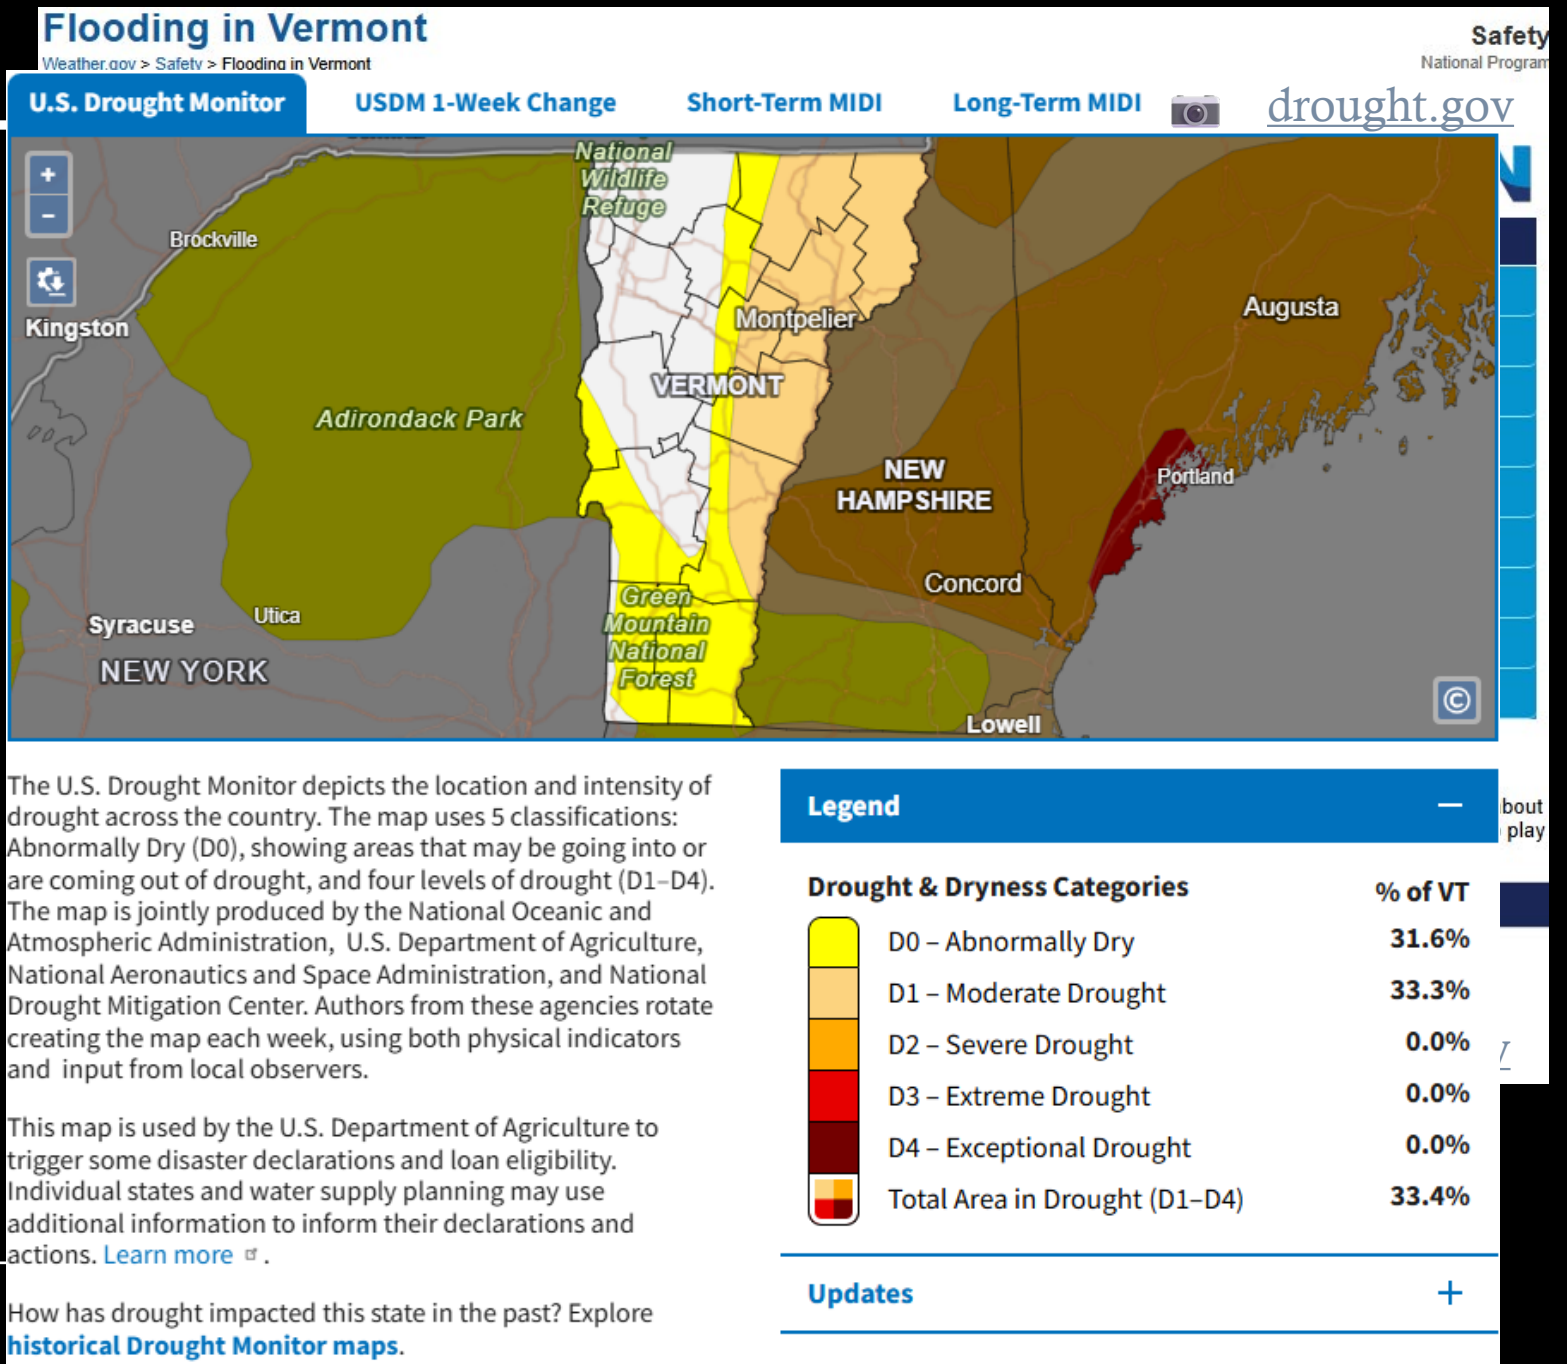 Flooding in Vermont
Safety
Weather.gov > Safety > Flooding in Vermont
National Program
U.S. Drought Monitor
USDM 1-Week Change
Short-Term MIDI
Long-Term MIDI
drought.gov
+
−
National
Wildlife
Refuge
Brockville
Kingston
Montpelier
Augusta
VERMONT
Adirondack Park
NEW
HAMPSHIRE
Portland
Concord
Green
Mountain
National
Forest
Utica
Syracuse
NEW YORK
Lowell
©
The U.S. Drought Monitor depicts the location and intensity of
drought across the country. The map uses 5 classifications:
Abnormally Dry (D0), showing areas that may be going into or
are coming out of drought, and four levels of drought (D1–D4).
The map is jointly produced by the National Oceanic and
Atmospheric Administration, U.S. Department of Agriculture,
National Aeronautics and Space Administration, and National
Drought Mitigation Center. Authors from these agencies rotate
creating the map each week, using both physical indicators
and input from local observers.
This map is used by the U.S. Department of Agriculture to
trigger some disaster declarations and loan eligibility.
Individual states and water supply planning may use
additional information to inform their declarations and
actions. Learn more .
How has drought impacted this state in the past? Explore
historical Drought Monitor maps.
Legend −
Drought & Dryness Categories % of VT
D0 – Abnormally Dry 31.6%
D1 – Moderate Drought 33.3%
D2 – Severe Drought 0.0%
D3 – Extreme Drought 0.0%
D4 – Exceptional Drought 0.0%
Total Area in Drought (D1–D4) 33.4%
Updates +
play